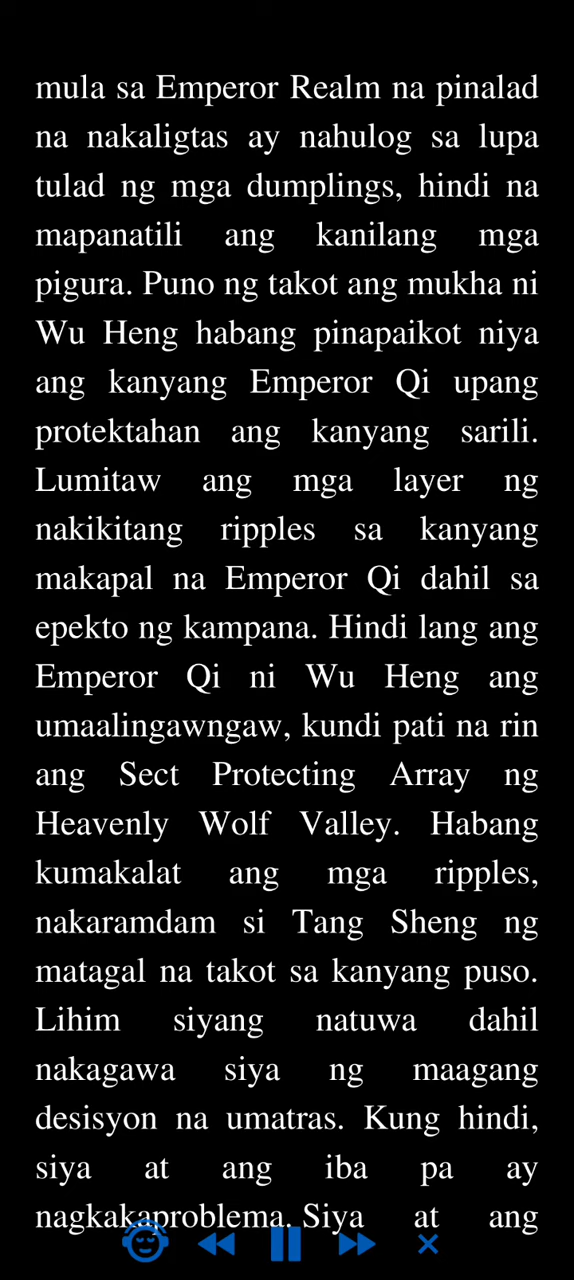 mula sa Emperor Realm na pinalad
na nakaligtas ay nahulog sa lupa
tulad ng mga dumplings, hindi na
mapanatili ang kanilang mga
pigura. Puno ng takot ang mukha ni
Wu Heng habang pinapaikot niya
ang kanyang Emperor Qi upang
protektahan ang kanyang sarili.
Lumitaw ang mga layer ng
nakikitang ripples sa kanyang
makapal na Emperor Qi dahil sa
epekto ng kampana. Hindi lang ang
Emperor Qi ni Wu Heng ang
umaalingawngaw, kundi pati na rin
ang Sect Protecting Array ng
Heavenly Wolf Valley. Habang
kumakalat ang mga ripples,
nakaramdam si Tang Sheng ng
matagal na takot sa kanyang puso.
Lihim siyang natuwa dahil
nakagawa siya ng maagang
desisyon na umatras. Kung hindi,
siya at ang iba pa ay
nagkakaproblema. Siya at ang